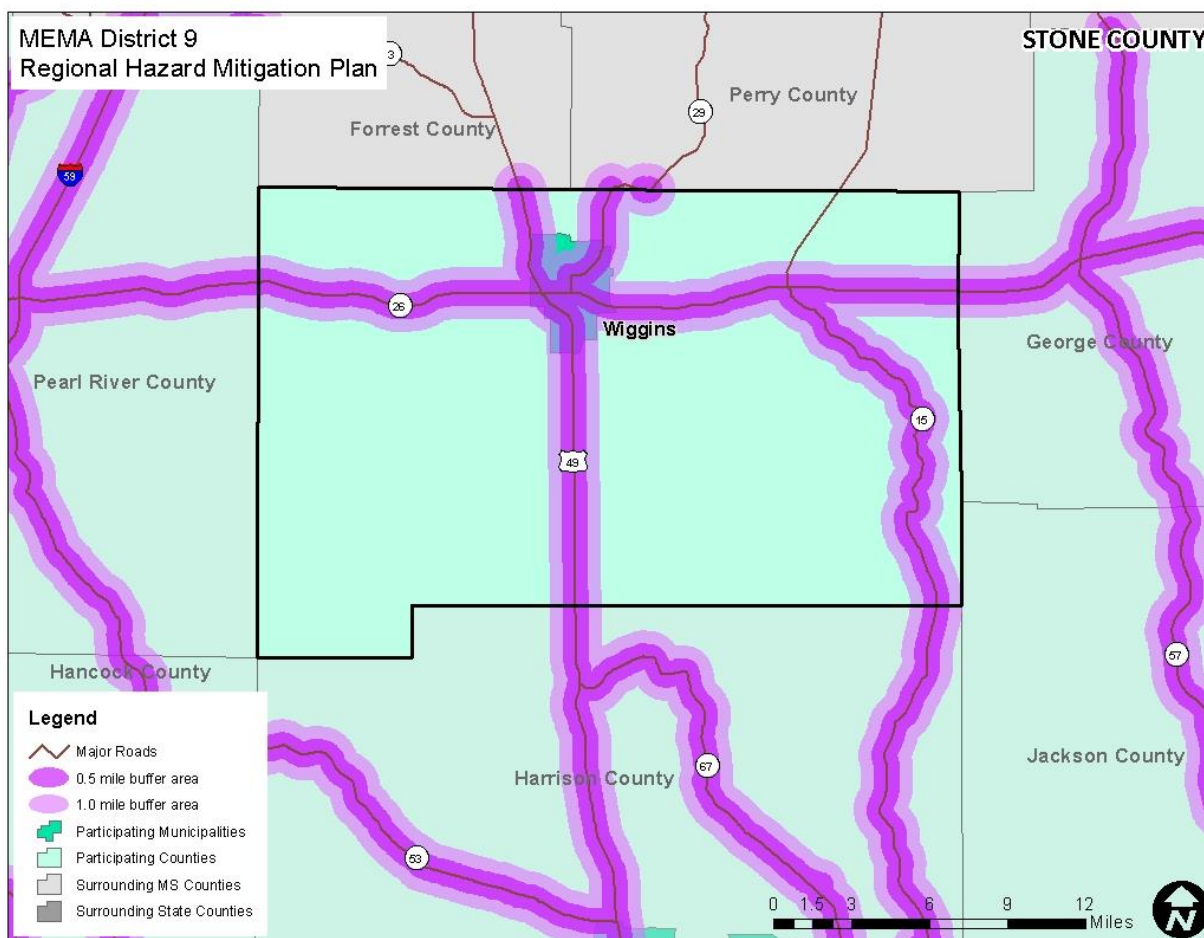 MEMA District 9
Regional Hazard Mitigation Plan
STONE COUNTY
3
Perry County
29
Forrest County
59
26
Wiggins
George County
Pearl River County
15
49
57
Hancock County
Legend
Major Roads
0.5 mile buffer area
1.0 mile buffer area
Participating Municipalities
Participating Counties
Surrounding MS Counties
Surrounding State Counties
Jackson County
67
Harrison County
53
0 1.5 3 6 9 12
Miles
N